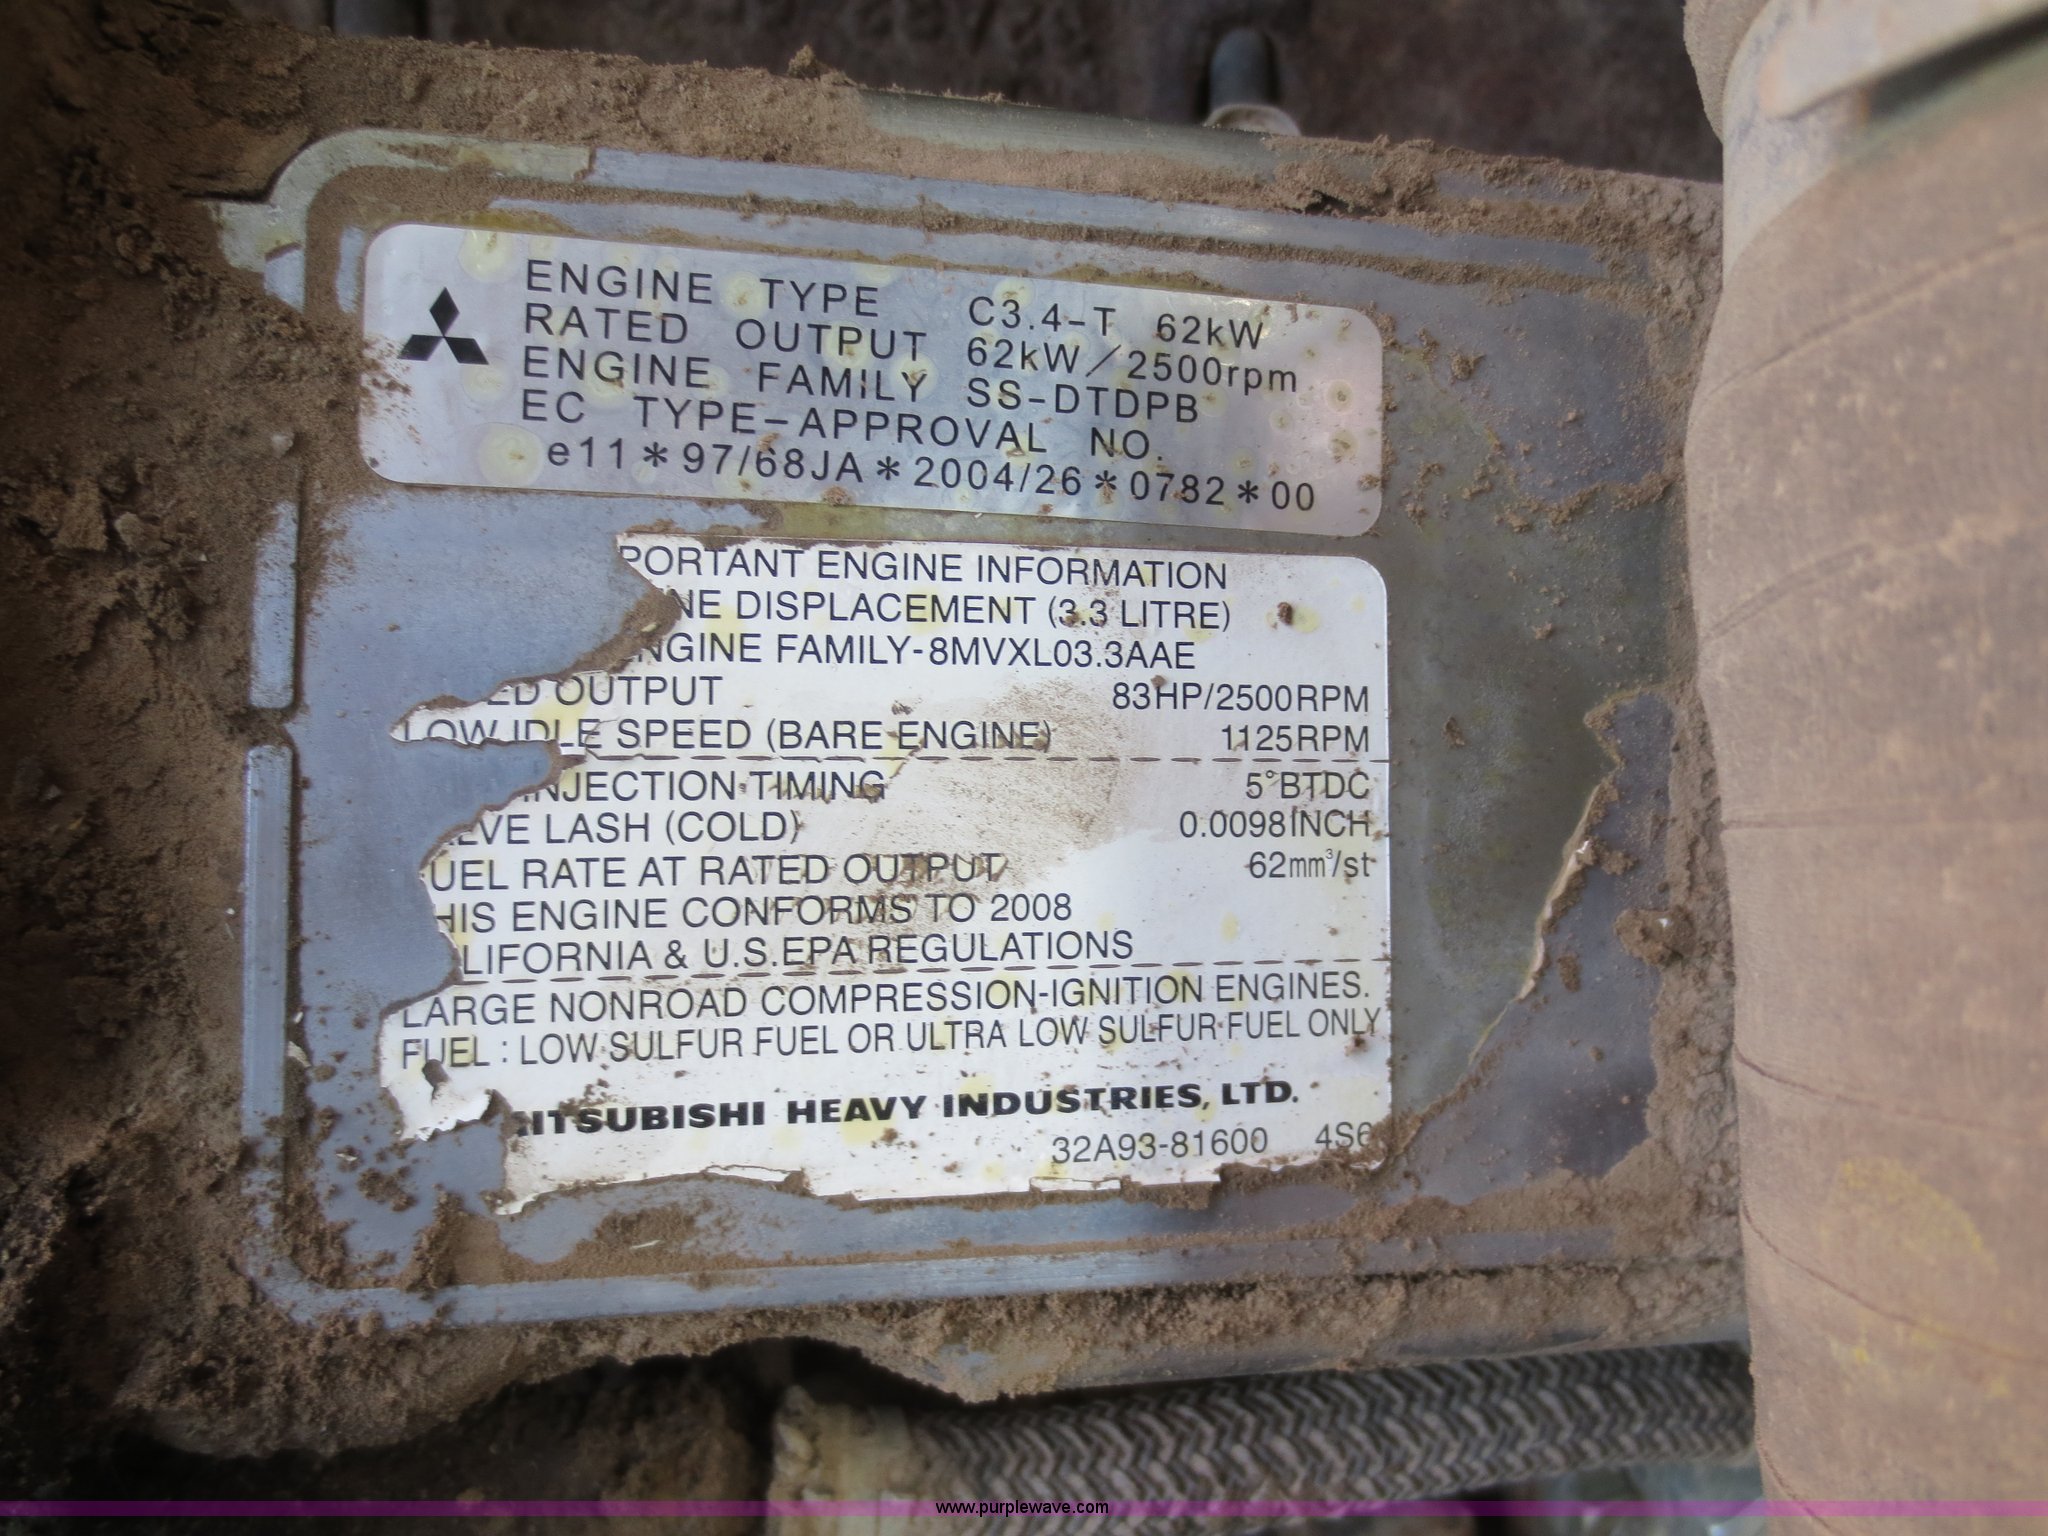 ENGINE TYPE C3.4-T 62kW
RATED OUTPUT 62kW/2500rpm
ENGINE FAMILY SS-DTDPB
EC TYPE-APPROVAL NO.
e11*97/68JA*2004/26*0782*00
PORTANT ENGINE INFORMATION
NE DISPLACEMENT (3.3 LITRE)
ENGINE FAMILY-8MVXL03.3AAE
ED OUTPUT 83HP/2500RPM
LOW IDLE SPEED (BARE ENGINE) 1125RPM
INJECTION TIMING 5°BTDC
LVE LASH (COLD) 0.0098INCH
UEL RATE AT RATED OUTPUT 62mm³/st
HIS ENGINE CONFORMS TO 2008
LIFORNIA & U.S.EPA REGULATIONS
LARGE NONROAD COMPRESSION-IGNITION ENGINES.
FUEL : LOW SULFUR FUEL OR ULTRA LOW SULFUR FUEL ONLY
MITSUBISHI HEAVY INDUSTRIES, LTD.
32A93-81600 4S6
www.purplewave.com